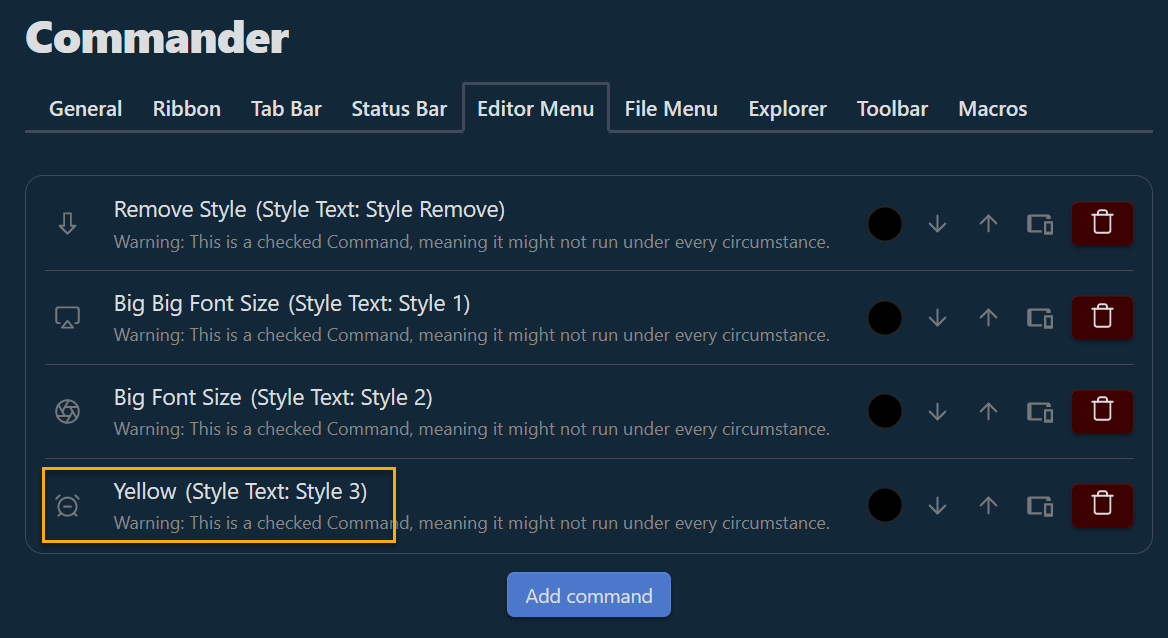 Commander
General Ribbon Tab Bar Status Bar Editor Menu File Menu Explorer Toolbar Macros
Remove Style (Style Text: Style Remove)
Warning: This is a checked Command, meaning it might not run under every circumstance.
Big Big Font Size (Style Text: Style 1)
Warning: This is a checked Command, meaning it might not run under every circumstance.
Big Font Size (Style Text: Style 2)
Warning: This is a checked Command, meaning it might not run under every circumstance.
Yellow (Style Text: Style 3)
Warning: This is a checked Command, meaning it might not run under every circumstance.
Add command